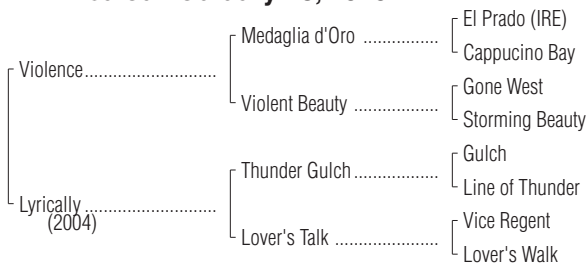 El Prado (IRE)
Medaglia d'Oro ..................
Cappucino Bay
Violence...............................
Gone West
Violent Beauty ....................
Storming Beauty
Gulch
Thunder Gulch....................
Line of Thunder
Lyrically ...............................
(2004)
Vice Regent
Lover's Talk ........................
Lover's Walk